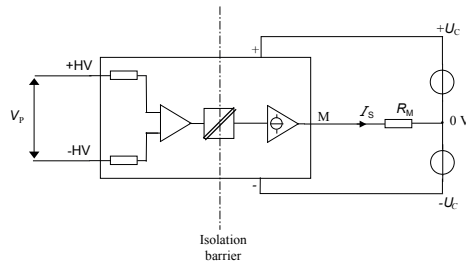 +U_C
+HV
+
V_P
M
I_S
R_M
0 V
-HV
-
-U_C
Isolation
barrier